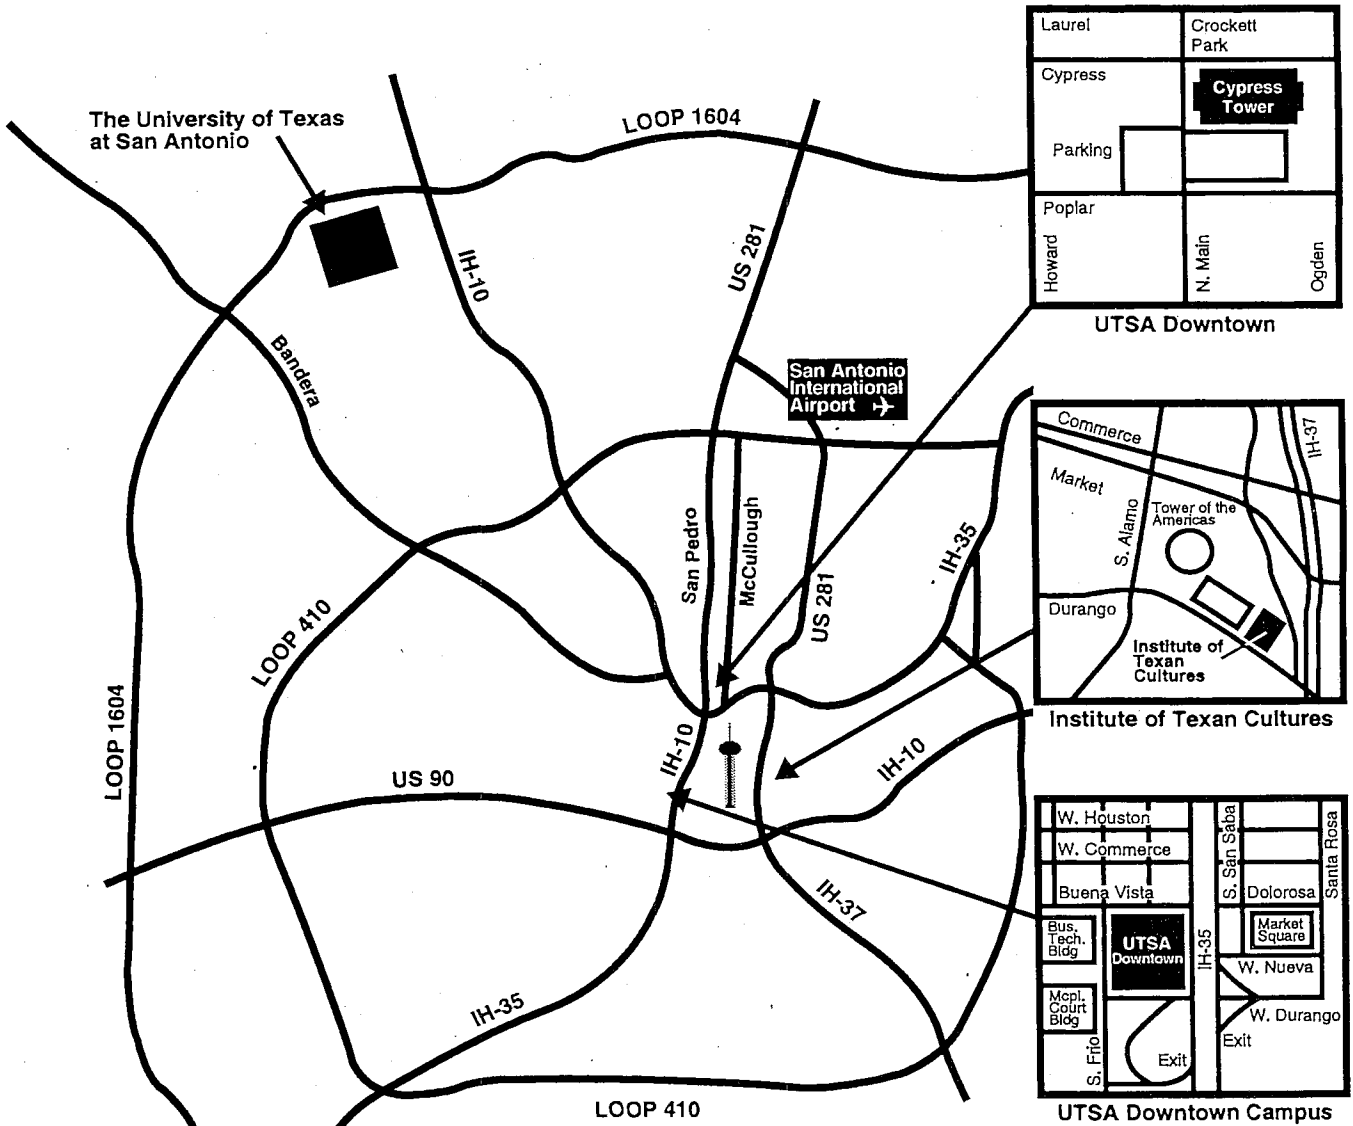 The University of Texas
at San Antonio
LOOP 1604
US 281
IH-10
Bandera
San Antonio
International
Airport
San Pedro
McCullough
US 281
IH-35
LOOP 410
LOOP 1604
IH-10
IH-10
US 90
IH-37
IH-35
LOOP 410
Laurel
Crockett
Park
Cypress
Cypress
Tower
Parking
Poplar
Howard
N. Main
Ogden
UTSA Downtown
Commerce
IH-37
Market
Tower of the
Americas
S. Alamo
Durango
Institute of
Texan
Cultures
Institute of Texan Cultures
W. Houston
W. Commerce
Buena Vista
S. San Saba
Dolorosa
Santa Rosa
Bus.
Tech.
Bldg
UTSA
Downtown
IH-35
Market
Square
W. Nueva
Mcpl.
Court
Bldg
W. Durango
S. Frio
Exit
Exit
UTSA Downtown Campus